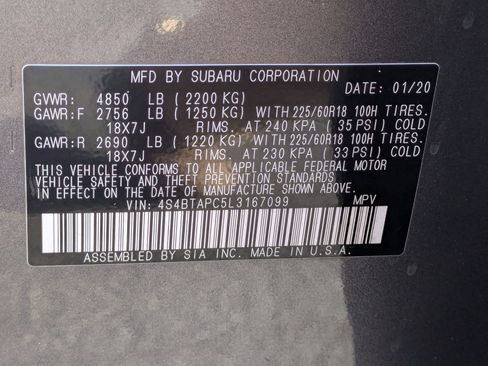 MFD BY SUBARU CORPORATION
DATE: 01/20
GVWR: 4850 LB (2200 KG)
GAWR:F 2756 LB (1250 KG) WITH 225/60R18 100H TIRES.
18X7J RIMS. AT 240 KPA (35 PSI) COLD
GAWR:R 2690 LB (1220 KG) WITH 225/60R18 100H TIRES.
18X7J RIMS. AT 230 KPA (33 PSI) COLD
THIS VEHICLE CONFORMS TO ALL APPLICABLE FEDERAL MOTOR
VEHICLE SAFETY AND THEFT PREVENTION STANDARDS
IN EFFECT ON THE DATE OF MANUFACTURE SHOWN ABOVE.
VIN: 4S4BTAPC5L3167099 MPV
ASSEMBLED BY SIA INC. MADE IN U.S.A.